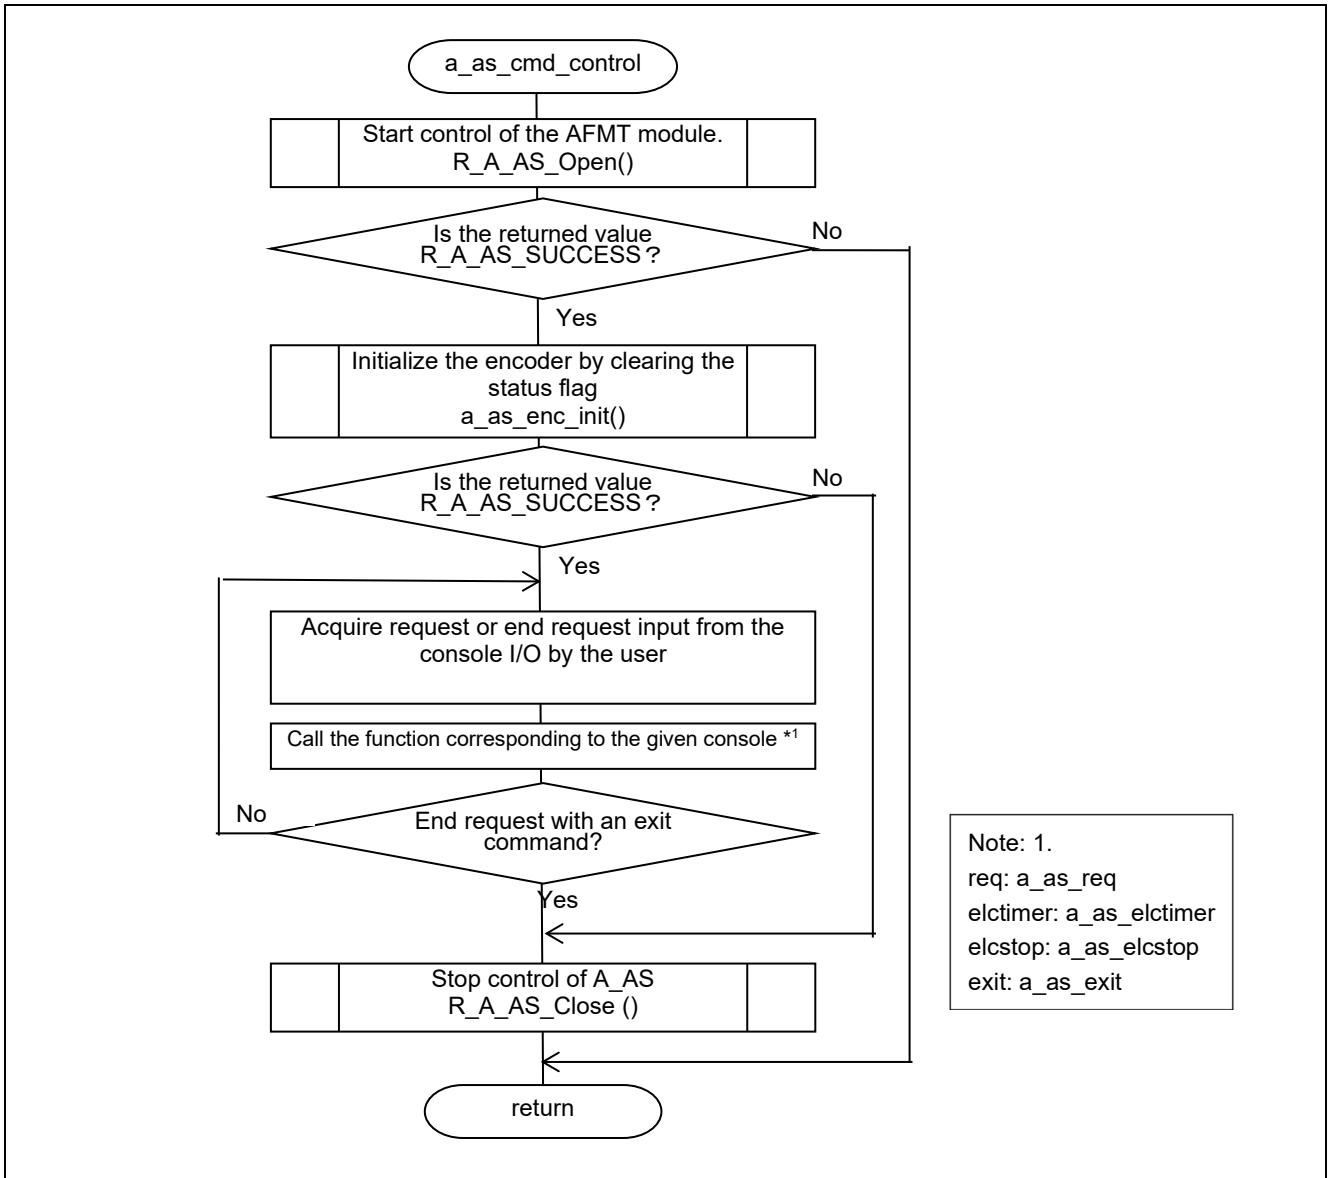 a_as_cmd_control
Start control of the AFMT module.
R_A_AS_Open()
Is the returned value
R_A_AS_SUCCESS?
No
Yes
Initialize the encoder by clearing the
status flag
a_as_enc_init()
Is the returned value
R_A_AS_SUCCESS?
No
Yes
Acquire request or end request input from the
console I/O by the user
Call the function corresponding to the given console *1
End request with an exit
command?
No
Yes
Stop control of A_AS
R_A_AS_Close ()
return
Note: 1.
req: a_as_req
elctimer: a_as_elctimer
elcstop: a_as_elcstop
exit: a_as_exit